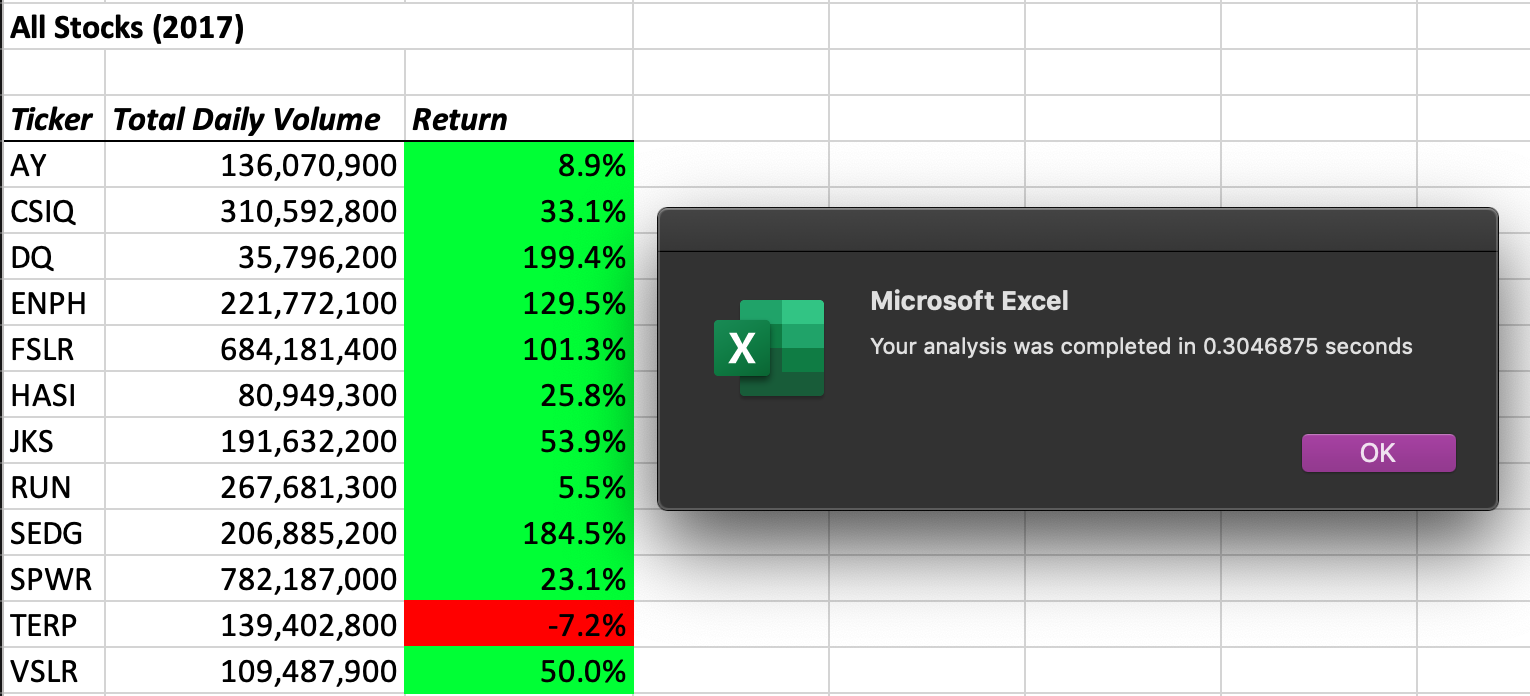 All Stocks (2017)
Ticker Total Daily Volume Return
AY 136,070,900 8.9%
CSIQ 310,592,800 33.1%
DQ 35,796,200 199.4%
ENPH 221,772,100 129.5%
FSLR 684,181,400 101.3%
HASI 80,949,300 25.8%
JKS 191,632,200 53.9%
RUN 267,681,300 5.5%
SEDG 206,885,200 184.5%
SPWR 782,187,000 23.1%
TERP 139,402,800 -7.2%
VSLR 109,487,900 50.0%
X
Microsoft Excel
Your analysis was completed in 0.3046875 seconds
OK